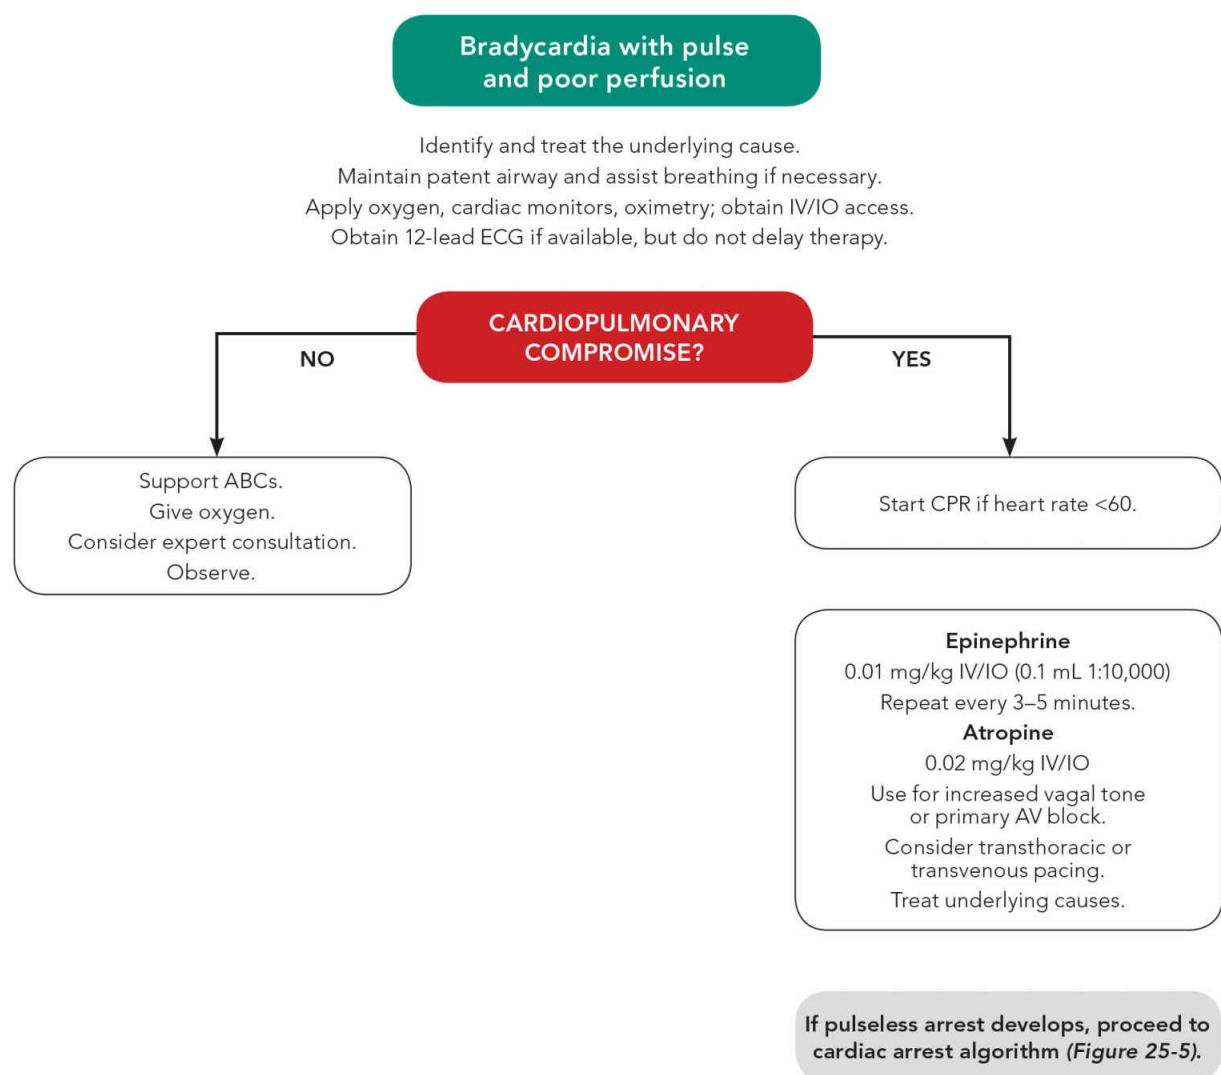 Bradycardia with pulse
and poor perfusion
Identify and treat the underlying cause.
Maintain patent airway and assist breathing if necessary.
Apply oxygen, cardiac monitors, oximetry; obtain IV/IO access.
Obtain 12-lead ECG if available, but do not delay therapy.
CARDIOPULMONARY
COMPROMISE?
NO
YES
Support ABCs.
Give oxygen.
Consider expert consultation.
Observe.
Start CPR if heart rate <60.
Epinephrine
0.01 mg/kg IV/IO (0.1 mL 1:10,000)
Repeat every 3–5 minutes.
Atropine
0.02 mg/kg IV/IO
Use for increased vagal tone
or primary AV block.
Consider transthoracic or
transvenous pacing.
Treat underlying causes.
If pulseless arrest develops, proceed to
cardiac arrest algorithm (Figure 25-5).